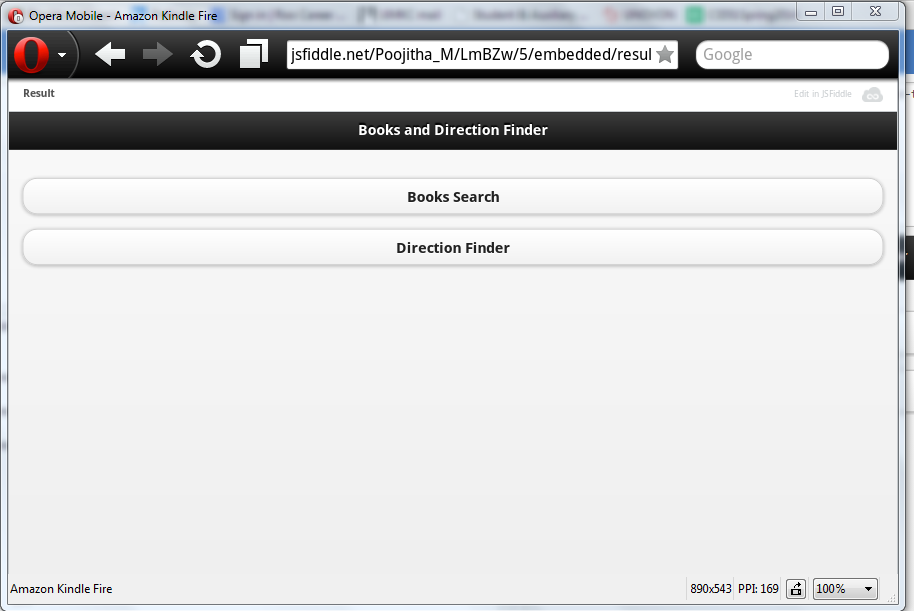 Opera Mobile - Amazon Kindle Fire
jsfiddle.net/Poojitha_M/LmBZw/5/embedded/resul
Google
Result
Edit in JSFiddle
Books and Direction Finder
Books Search
Direction Finder
Amazon Kindle Fire
890x543
PPI: 169
100%